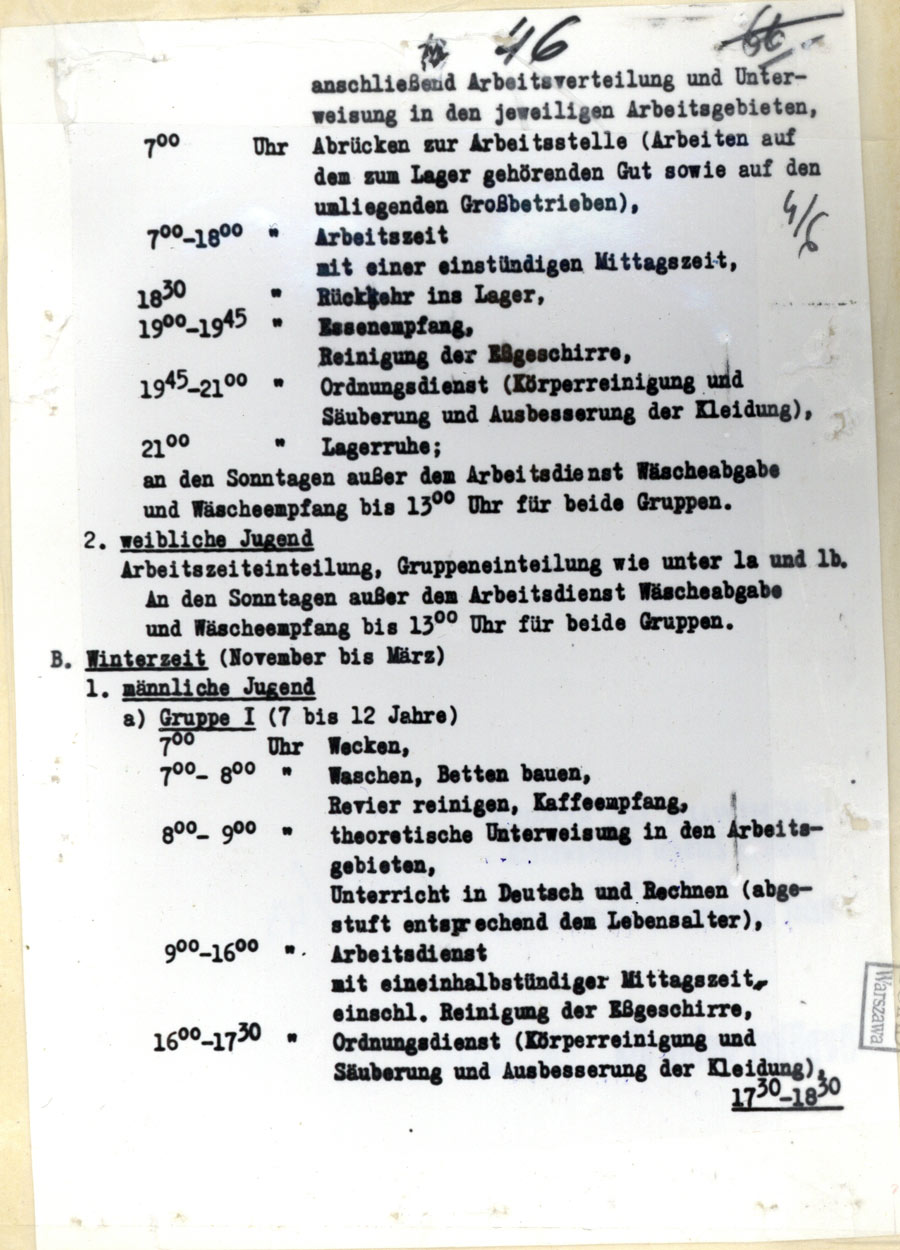 46 66
anschließend Arbeitsverteilung und Unter-
weisung in den jeweiligen Arbeitsgebieten,
7⁰⁰ Uhr Abrücken zur Arbeitsstelle (Arbeiten auf
dem zum Lager gehörenden Gut sowie auf den
umliegenden Großbetrieben),
4/6
7⁰⁰-18⁰⁰ " Arbeitszeit
mit einer einstündigen Mittagszeit,
18³⁰ " Rückkehr ins Lager,
19⁰⁰-19⁴⁵ " Essenempfang,
Reinigung der Eßgeschirre,
19⁴⁵-21⁰⁰ " Ordnungsdienst (Körperreinigung und
Säuberung und Ausbesserung der Kleidung),
21⁰⁰ " Lagerruhe;
an den Sonntagen außer dem Arbeitsdienst Wäscheabgabe
und Wäscheempfang bis 13⁰⁰ Uhr für beide Gruppen.
2. weibliche Jugend
Arbeitszeiteinteilung, Gruppeneinteilung wie unter 1a und 1b.
An den Sonntagen außer dem Arbeitsdienst Wäscheabgabe
und Wäscheempfang bis 13⁰⁰ Uhr für beide Gruppen.
B. Winterzeit (November bis März)
1. männliche Jugend
a) Gruppe I (7 bis 12 Jahre)
7⁰⁰ Uhr Wecken,
7⁰⁰- 8⁰⁰ " Waschen, Betten bauen,
Revier reinigen, Kaffeempfang,
8⁰⁰- 9⁰⁰ " theoretische Unterweisung in den Arbeits-
gebieten,
Unterricht in Deutsch und Rechnen (abge-
stuft entsprechend dem Lebensalter),
9⁰⁰-16⁰⁰ " Arbeitsdienst
mit eineinhalbstündiger Mittagszeit,
einschl. Reinigung der Eßgeschirre,
Warszawa
16⁰⁰-17³⁰ " Ordnungsdienst (Körperreinigung und
Säuberung und Ausbesserung der Kleidung),
17³⁰-18³⁰